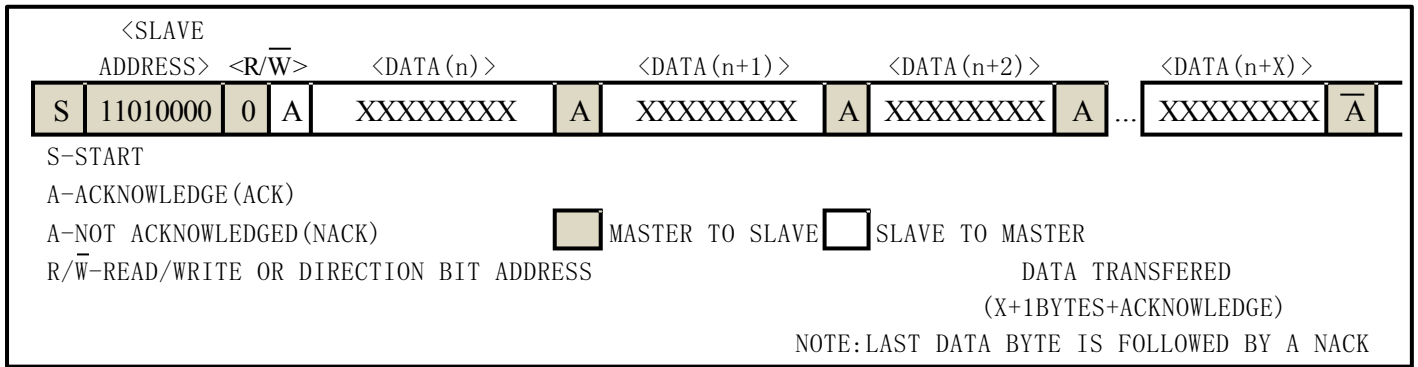 <SLAVE
ADDRESS> <R/W̅> <DATA(n)> <DATA(n+1)> <DATA(n+2)> <DATA(n+X)>
S 11010000 0 A XXXXXXXX A XXXXXXXX A XXXXXXXX A ... XXXXXXXX A̅
S-START
A-ACKNOWLEDGE(ACK)
A-NOT ACKNOWLEDGED(NACK) MASTER TO SLAVE SLAVE TO MASTER
R/W̅-READ/WRITE OR DIRECTION BIT ADDRESS DATA TRANSFERED
(X+1BYTES+ACKNOWLEDGE)
NOTE:LAST DATA BYTE IS FOLLOWED BY A NACK